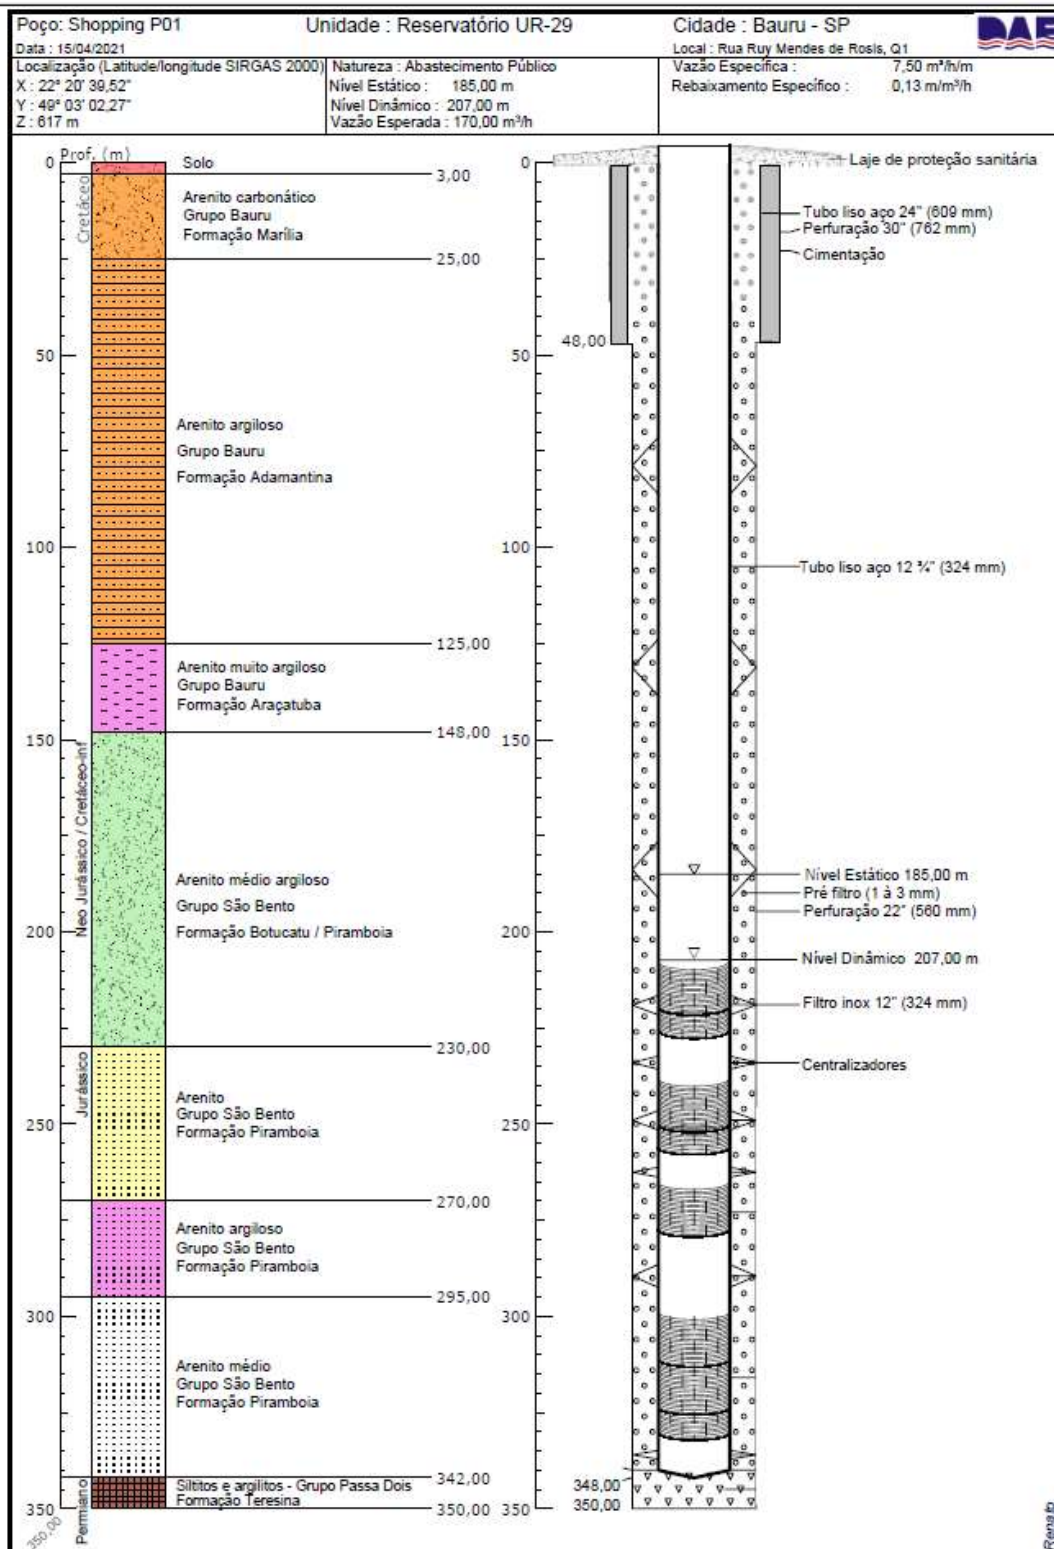 Poço: Shopping P01
Unidade : Reservatório UR-29
Cidade : Bauru - SP
DAE
Data : 15/04/2021
Local : Rua Ruy Mendes de Rosis, Q1
Localização (Latitude/longitude SIRGAS 2000)
X : 22º 20' 39,52"
Y : 49º 03' 02,27"
Z : 617 m
Natureza : Abastecimento Público
Nível Estático : 185,00 m
Nível Dinâmico : 207,00 m
Vazão Esperada : 170,00 m³/h
Vazão Específica : 7,50 m³/h/m
Rebaixamento Específico : 0,13 m/m³/h
Prof. (m)
0
50
100
150
200
250
300
350
350,00
Cretáceo
Neo Jurássico / Cretáceo-inf
Jurássico
Permiano
Solo
3,00
Arenito carbonático
Grupo Bauru
Formação Marília
25,00
Arenito argiloso
Grupo Bauru
Formação Adamantina
125,00
Arenito muito argiloso
Grupo Bauru
Formação Araçatuba
148,00
Arenito médio argiloso
Grupo São Bento
Formação Botucatu / Piramboia
230,00
Arenito
Grupo São Bento
Formação Piramboia
270,00
Arenito argiloso
Grupo São Bento
Formação Piramboia
295,00
Arenito médio
Grupo São Bento
Formação Piramboia
342,00
Siltitos e argilitos - Grupo Passa Dois
Formação Teresina
350,00
0
50
100
150
200
250
300
350
48,00
348,00
350,00
Laje de proteção sanitária
Tubo liso aço 24" (609 mm)
Perfuração 30" (762 mm)
Cimentação
Tubo liso aço 12 ¾" (324 mm)
Nível Estático 185,00 m
Pré filtro (1 à 3 mm)
Perfuração 22" (560 mm)
Nível Dinâmico 207,00 m
Filtro inox 12" (324 mm)
Centralizadores
Renato